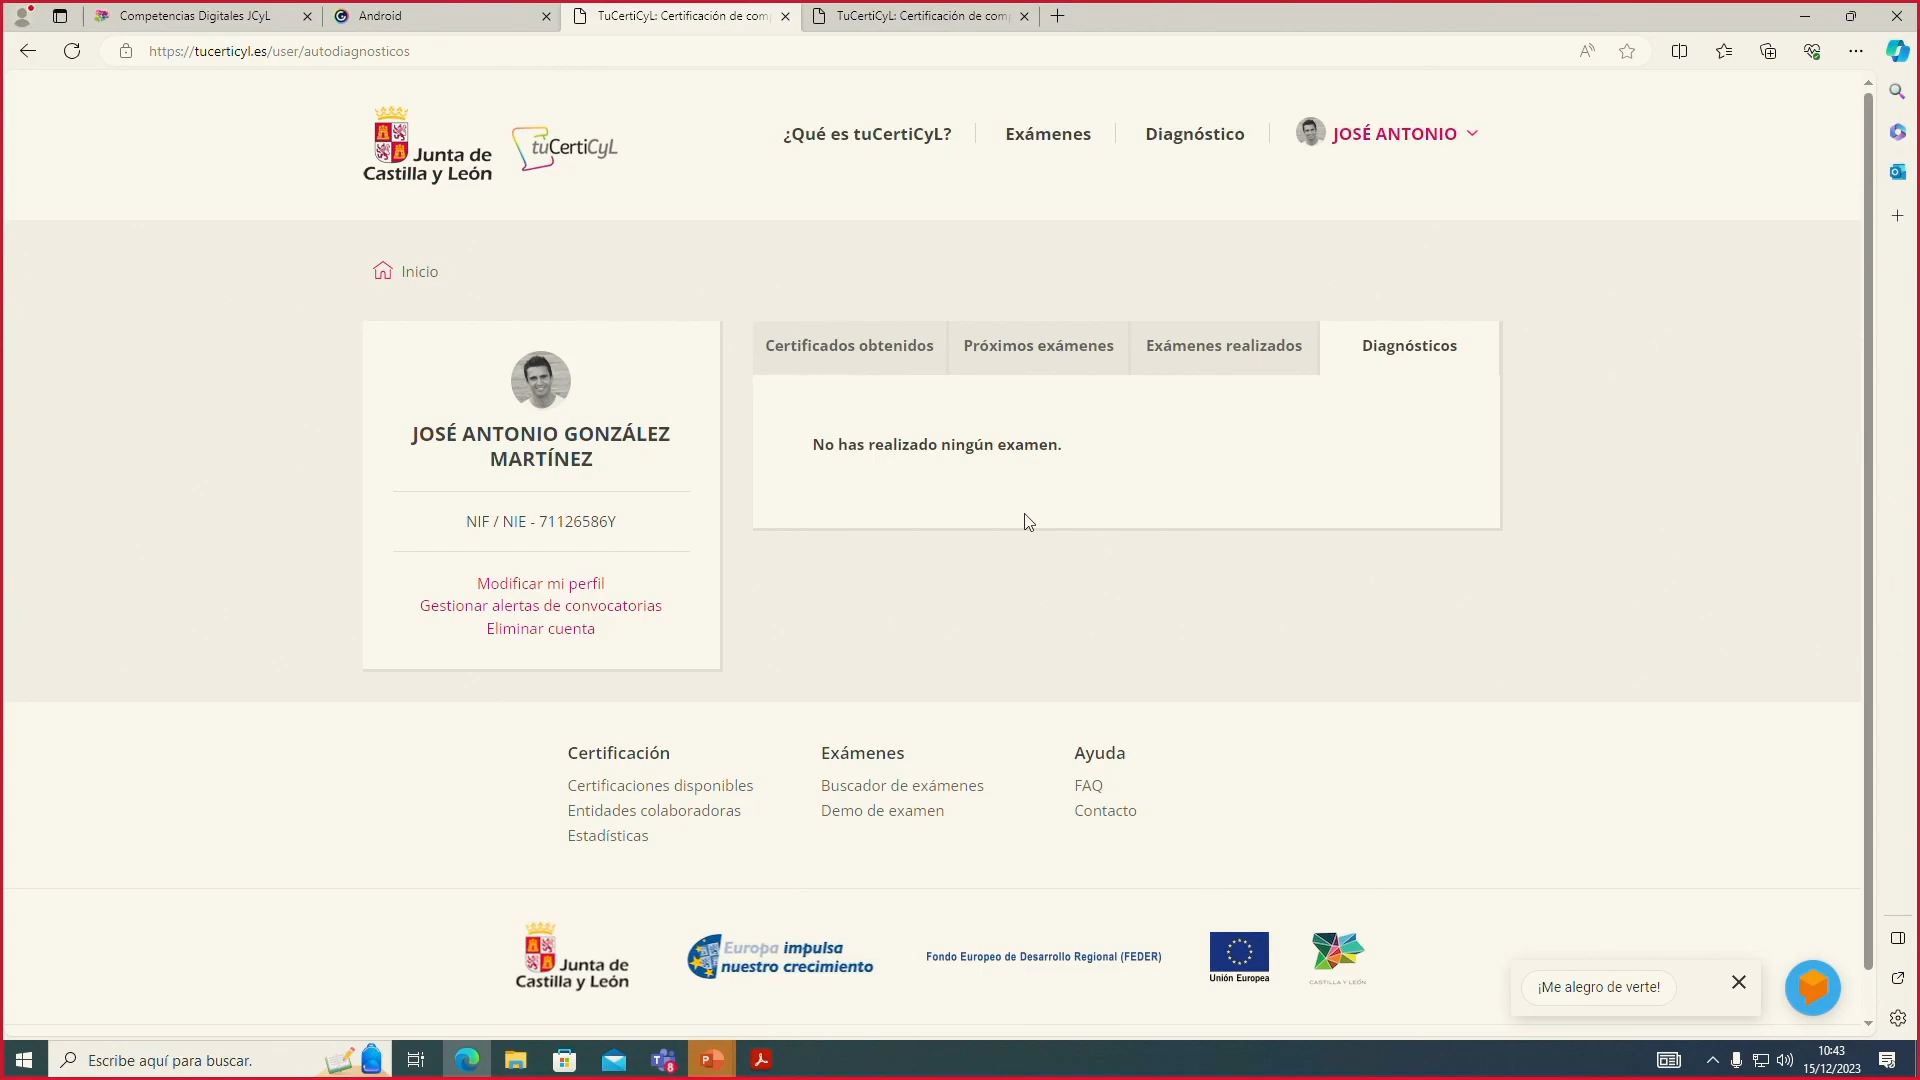 Competencias Digitales JCyL
Android
TuCertiCyL: Certificación de com
TuCertiCyL: Certificación de com
https://tucerticyl.es/user/autodiagnosticos
Junta de
Castilla y León
tuCertiCyL
¿Qué es tuCertiCyL?
Exámenes
Diagnóstico
JOSÉ ANTONIO
Inicio
JOSÉ ANTONIO GONZÁLEZ
MARTÍNEZ
NIF / NIE - 71126586Y
Modificar mi perfil
Gestionar alertas de convocatorias
Eliminar cuenta
Certificados obtenidos
Próximos exámenes
Exámenes realizados
Diagnósticos
No has realizado ningún examen.
Certificación
Certificaciones disponibles
Entidades colaboradoras
Estadísticas
Exámenes
Buscador de exámenes
Demo de examen
Ayuda
FAQ
Contacto
Junta de
Castilla y León
Europa impulsa
nuestro crecimiento
Fondo Europeo de Desarrollo Regional (FEDER)
Unión Europea
CASTILLA Y LEÓN
¡Me alegro de verte!
Escribe aquí para buscar.
8
10:43
15/12/2023